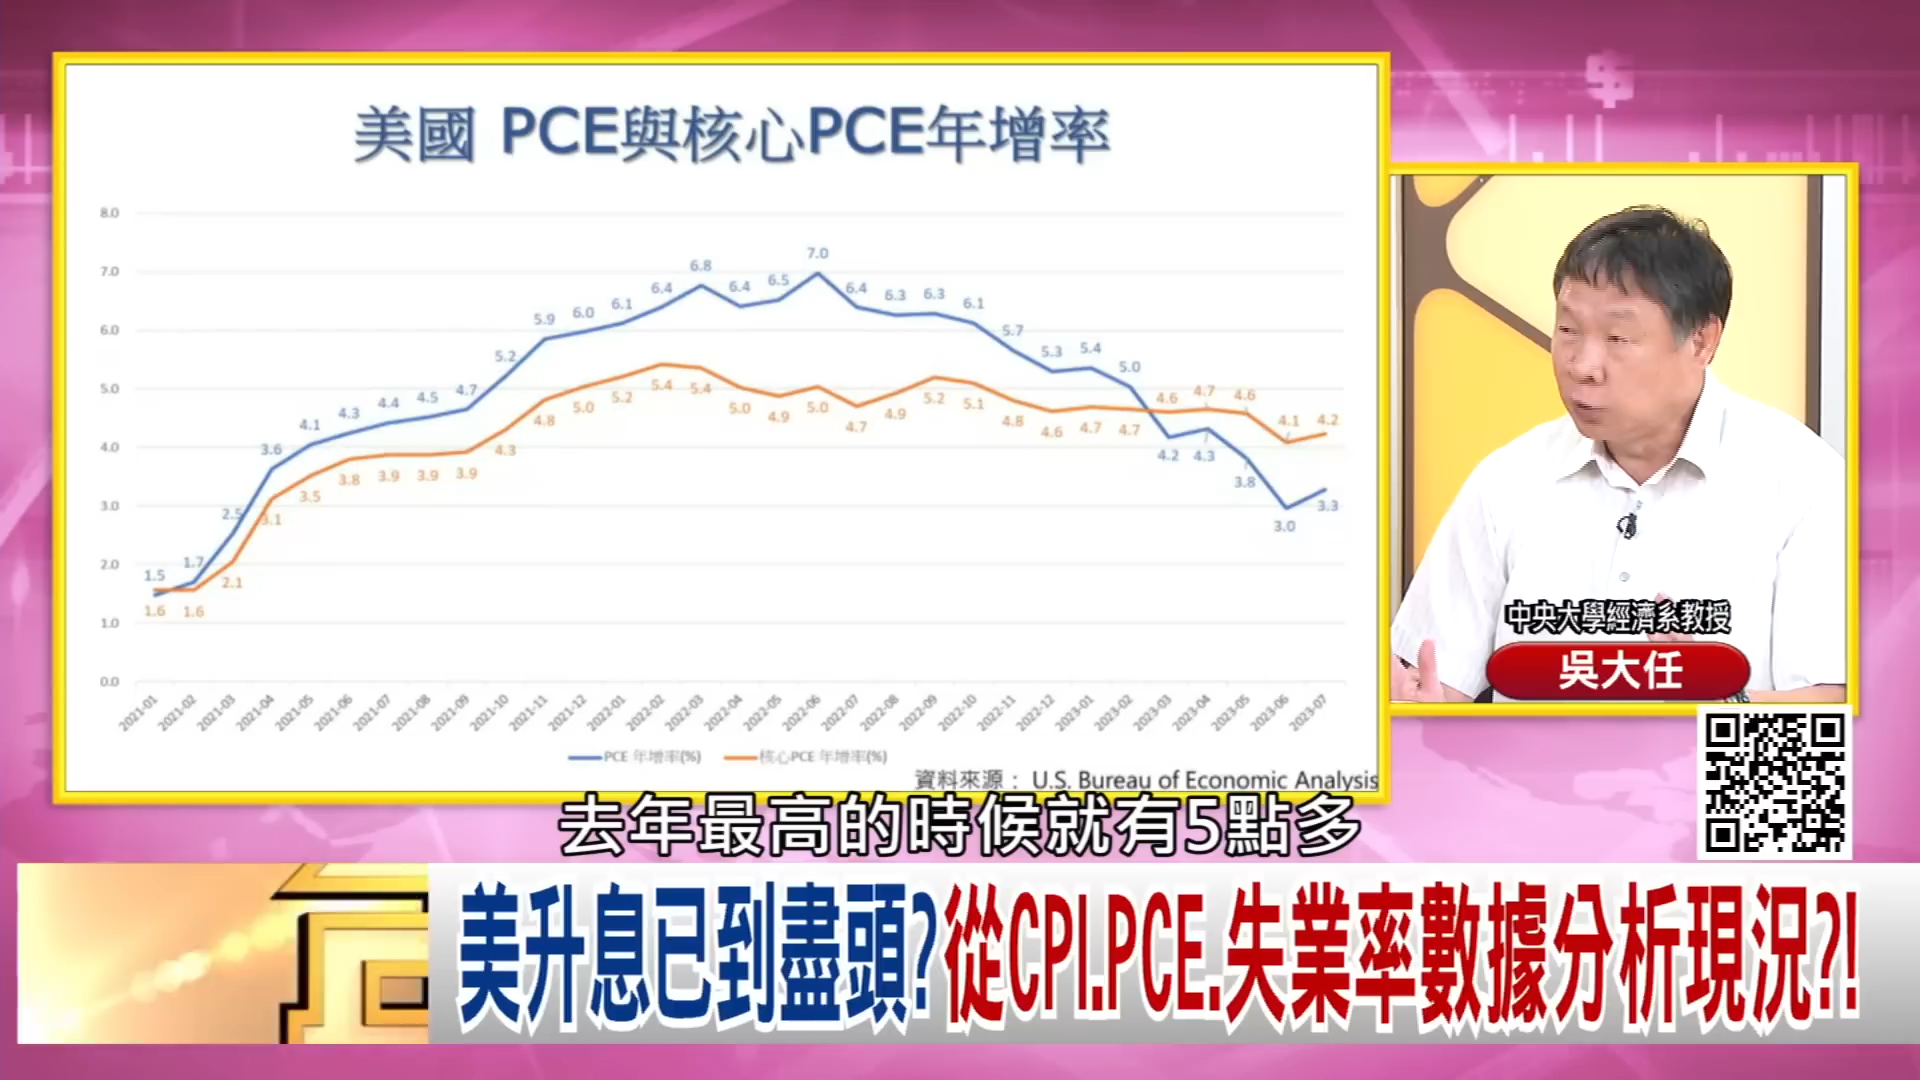 美國 PCE與核心PCE年增率
8.0
7.0
6.0
5.0
4.0
3.0
2.0
1.0
0.0
1.5 1.7 2.5 3.6 4.1 4.3 4.4 4.5 4.7 5.2 5.9 6.0 6.1 6.4 6.8 6.4 6.5 7.0 6.4 6.3 6.3 6.1 5.7 5.3 5.4 5.0 4.2 4.3 3.8 3.0 3.3
1.6 1.6 2.1 3.1 3.5 3.8 3.9 3.9 3.9 4.3 4.8 5.0 5.2 5.4 5.4 5.0 4.9 5.0 4.7 4.9 5.2 5.1 4.8 4.6 4.7 4.7 4.6 4.7 4.6 4.1 4.2
2021-01 2021-02 2021-03 2021-04 2021-05 2021-06 2021-07 2021-08 2021-09 2021-10 2021-11 2021-12 2022-01 2022-02 2022-03 2022-04 2022-05 2022-06 2022-07 2022-08 2022-09 2022-10 2022-11 2022-12 2023-01 2023-02 2023-03 2023-04 2023-05 2023-06 2023-07
PCE 年增率(%) 核心PCE 年增率(%)
資料來源： U.S. Bureau of Economic Analysis
中央大學經濟系教授
吳大任
去年最高的時候就有5點多
美升息已到盡頭?從CPI.PCE.失業率數據分析現況?!